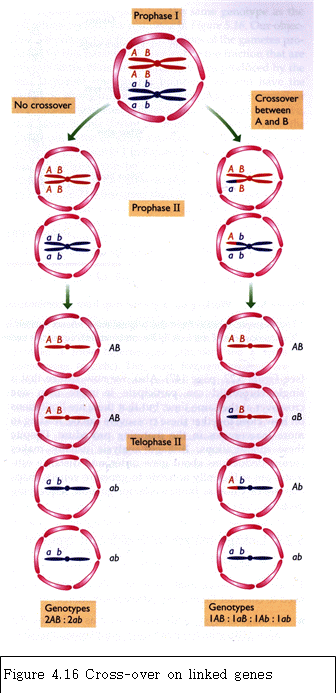 Prophase I
A B
A B
a b
a b
No crossover
Crossover
between
A and B
A B
A B
A B
a B
Prophase II
a b
a b
A b
a b
A B
AB
A B
AB
A B
AB
a B
aB
Telophase II
a b
ab
A b
Ab
a b
ab
a b
ab
Genotypes
2AB : 2ab
Genotypes
1AB : 1aB : 1Ab : 1ab
Figure 4.16 Cross-over on linked genes